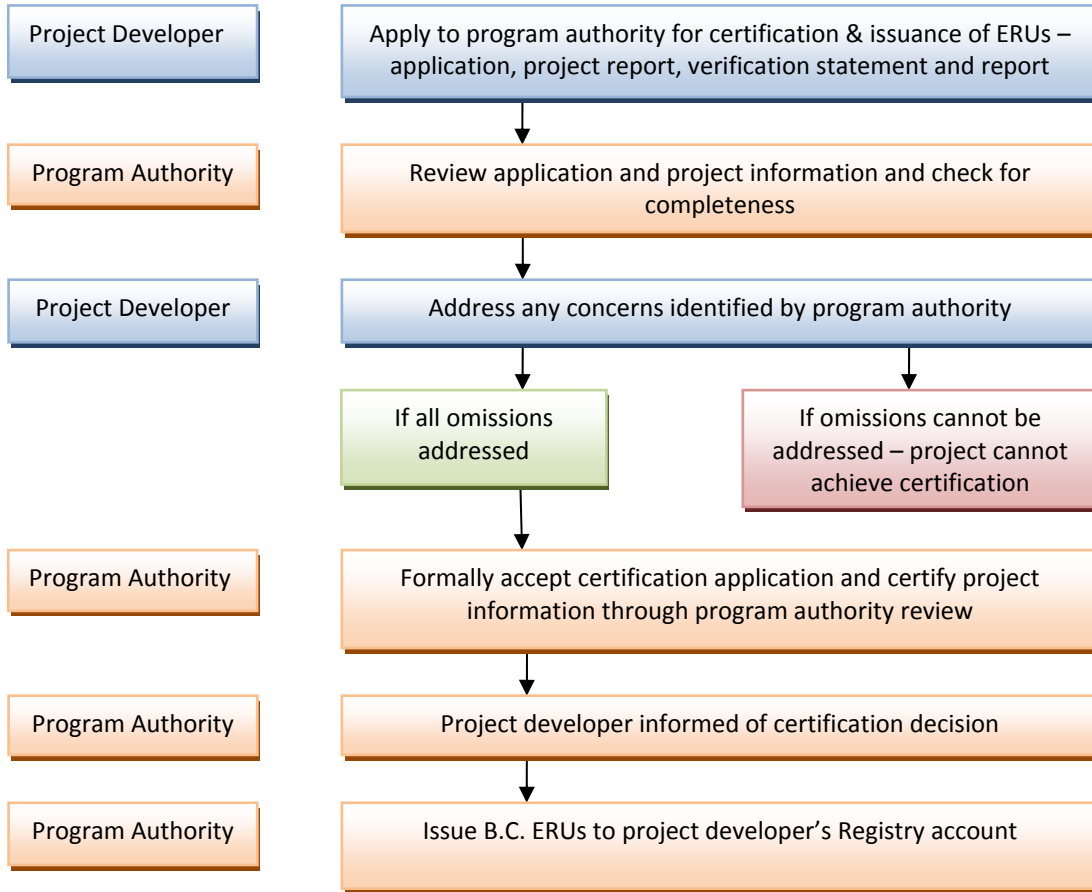 Project Developer
Apply to program authority for certification & issuance of ERUs –
application, project report, verification statement and report
Program Authority
Review application and project information and check for
completeness
Project Developer
Address any concerns identified by program authority
If all omissions
addressed
If omissions cannot be
addressed – project cannot
achieve certification
Program Authority
Formally accept certification application and certify project
information through program authority review
Program Authority
Project developer informed of certification decision
Program Authority
Issue B.C. ERUs to project developer’s Registry account